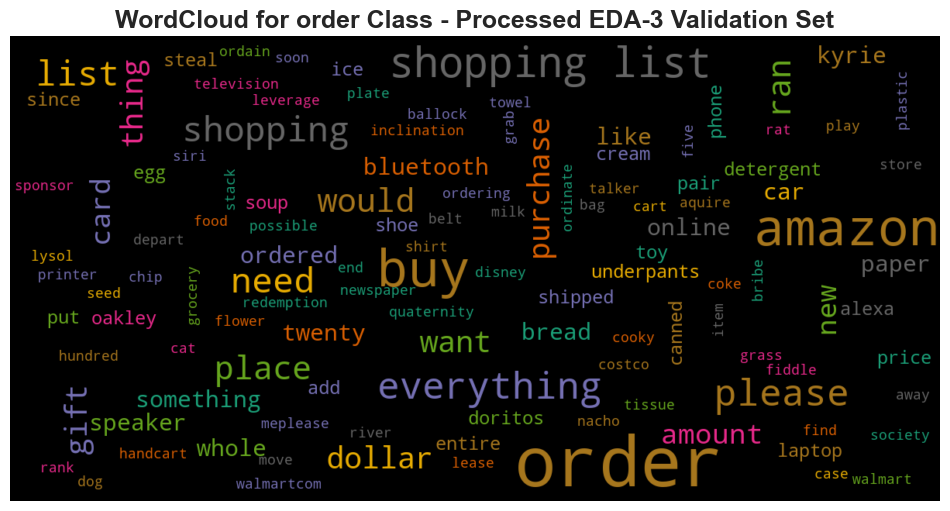 WordCloud for order Class - Processed EDA-3 Validation Set
list
since
thing
steal
ordain
soon
television
leverage
ice
plate
shopping list
kyrie
ran
phone
plastic
shopping
ballock
inclination
towel
grab
purchase
like
cream
five
rat
play
siri
egg
sponsor
card
stack
soup
bluetooth
would
ordering
ordinate
talker
bag
pair
detergent
car
store
cart
aquire
food
possible
shoe
belt
milk
online
amazon
depart
lysol
printer
chip
seed
grocery
ordered
need
end
shirt
buy
disney
toy
underpants
shipped
coke
bribe
paper
alexa
new
redemption
newspaper
quaternity
put
oakley
flower
twenty
want
bread
cooky
canned
item
hundred
cat
place
costco
grass
fiddle
price
gift
something
add
everything
please
away
speaker
meplease
doritos
nacho
tissue
handcart
whole
river
entire
amount
find
society
rank
dog
move
walmartcom
dollar
lease
order
laptop
case
walmart